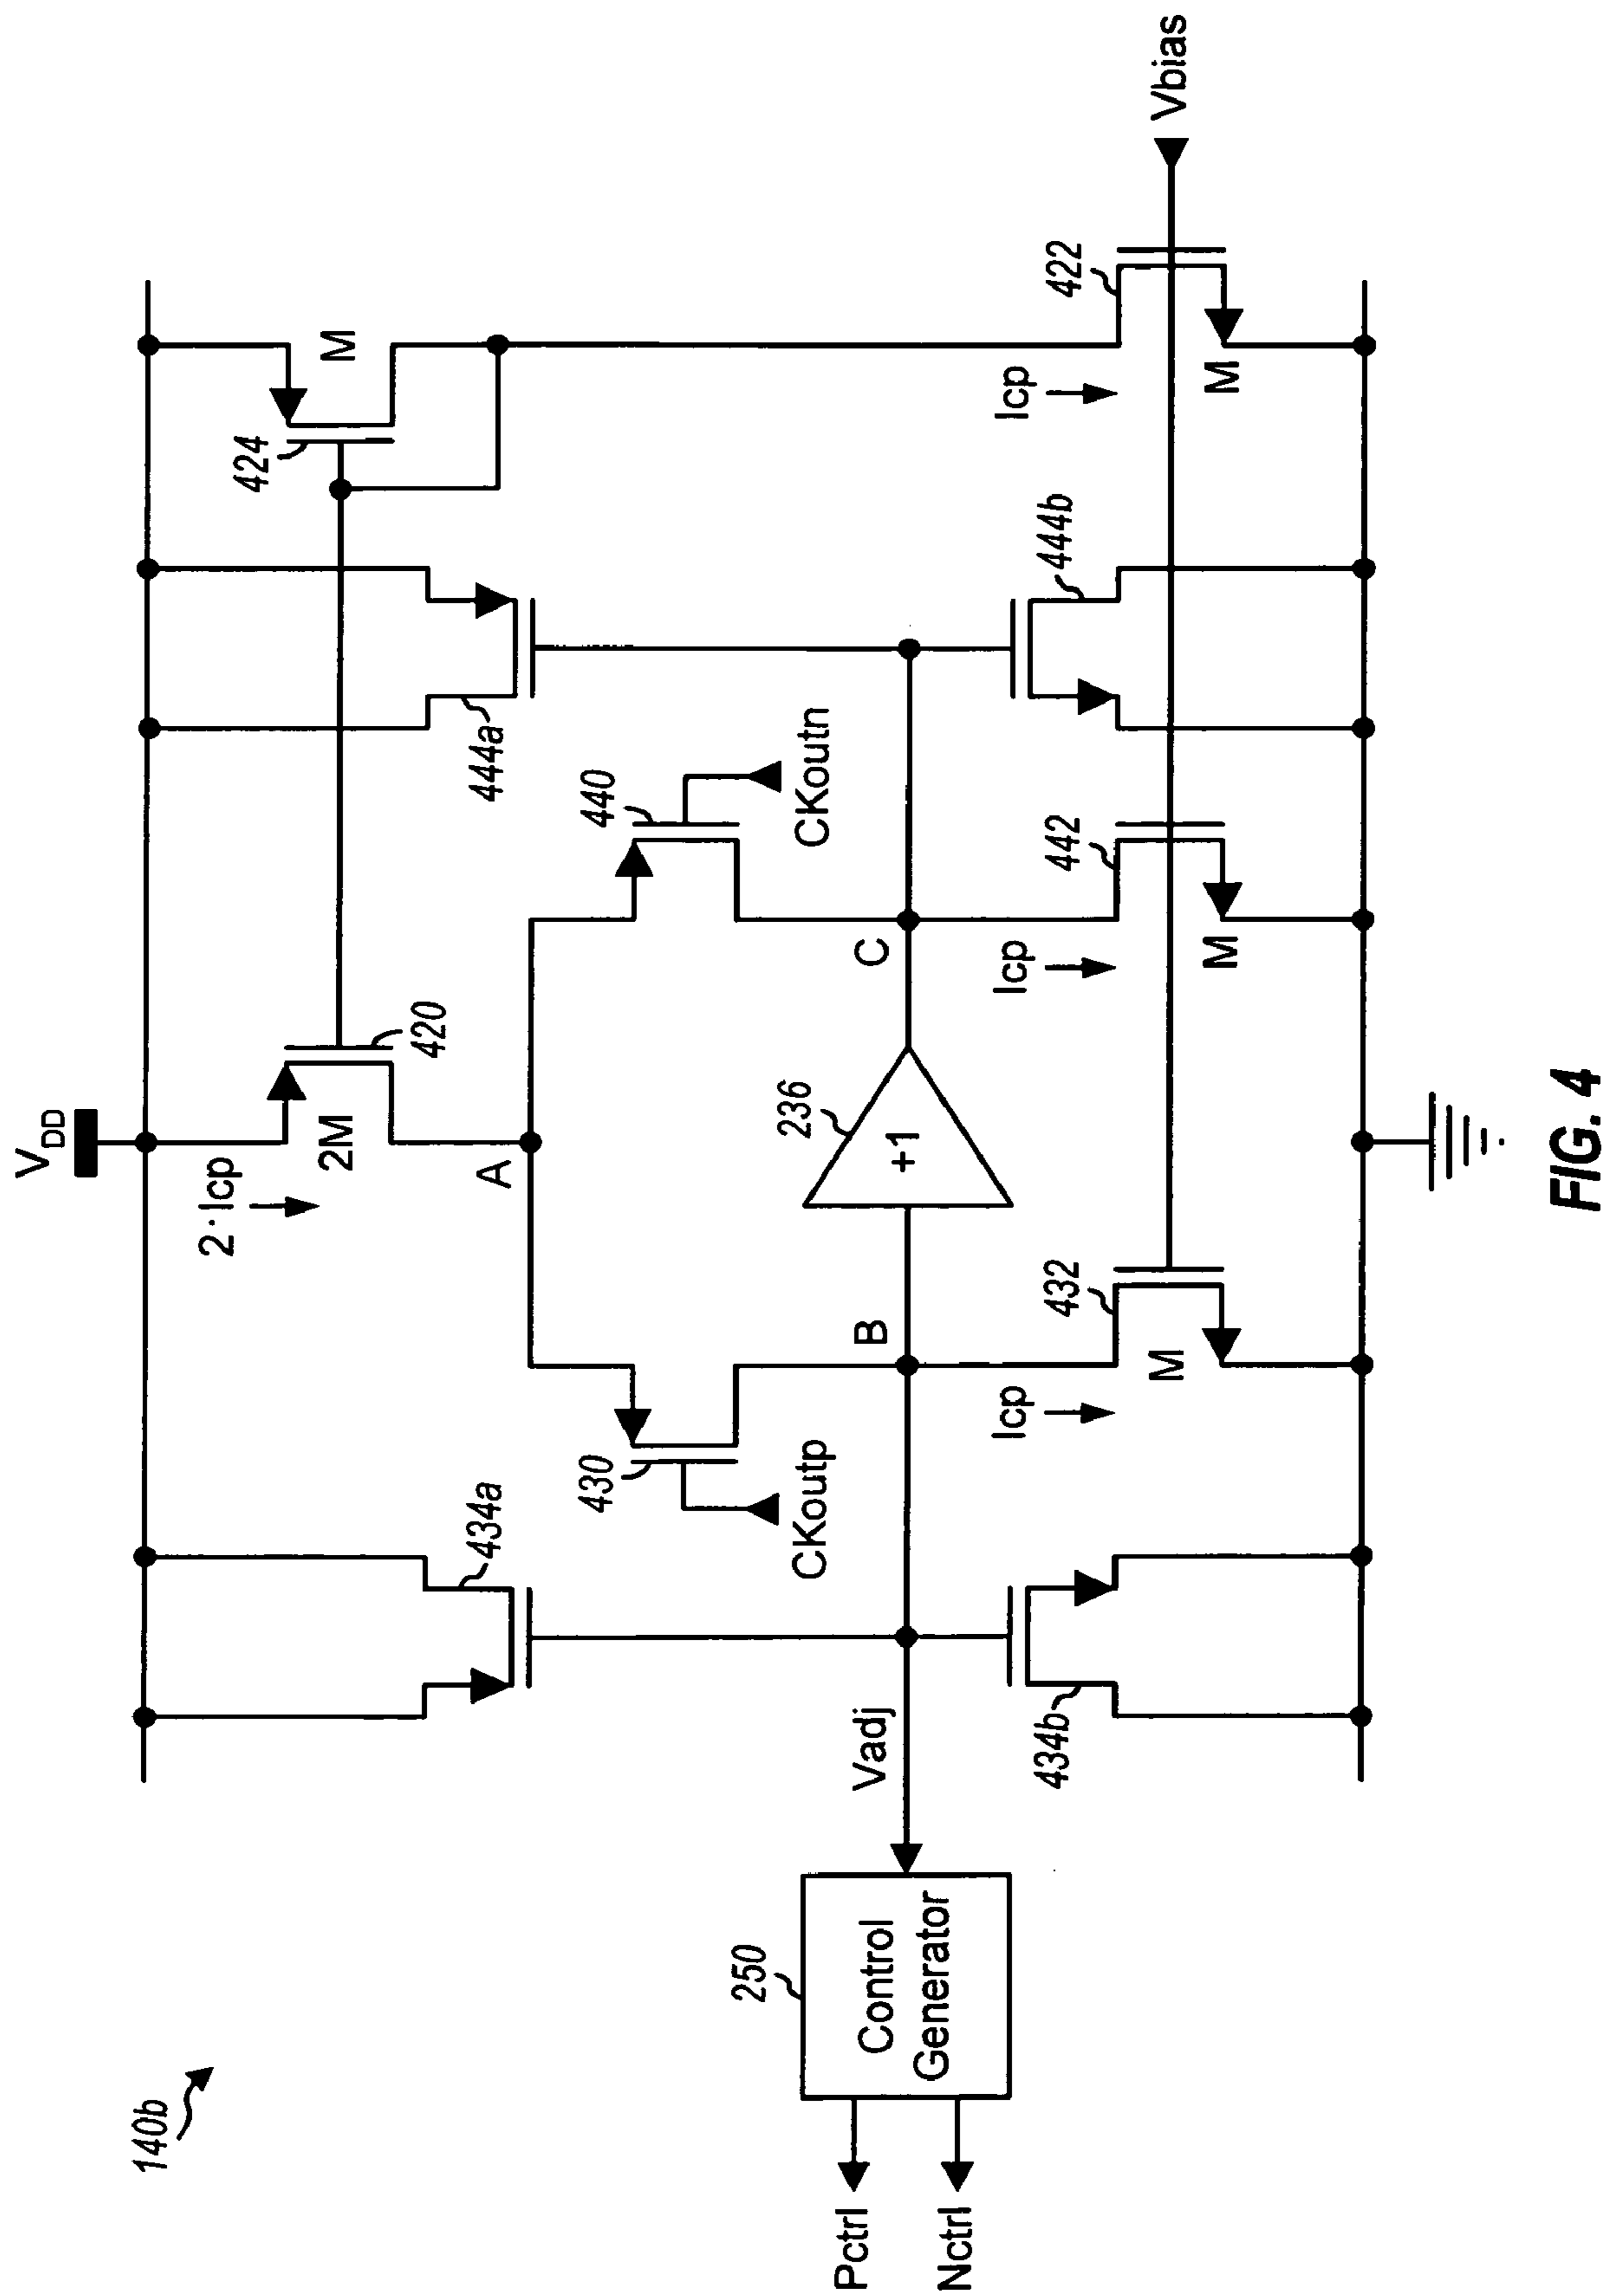 140b
V DD
2·Icp
2M
420
424
M
A
434a
430
CKoutp
440
CKoutn
444a
B
236
+1
C
Vadj
250
Control
Generator
Pctrl
Nctrl
434b
Icp
432
M
Icp
442
M
444b
Icp
422
M
Vbias
FIG. 4